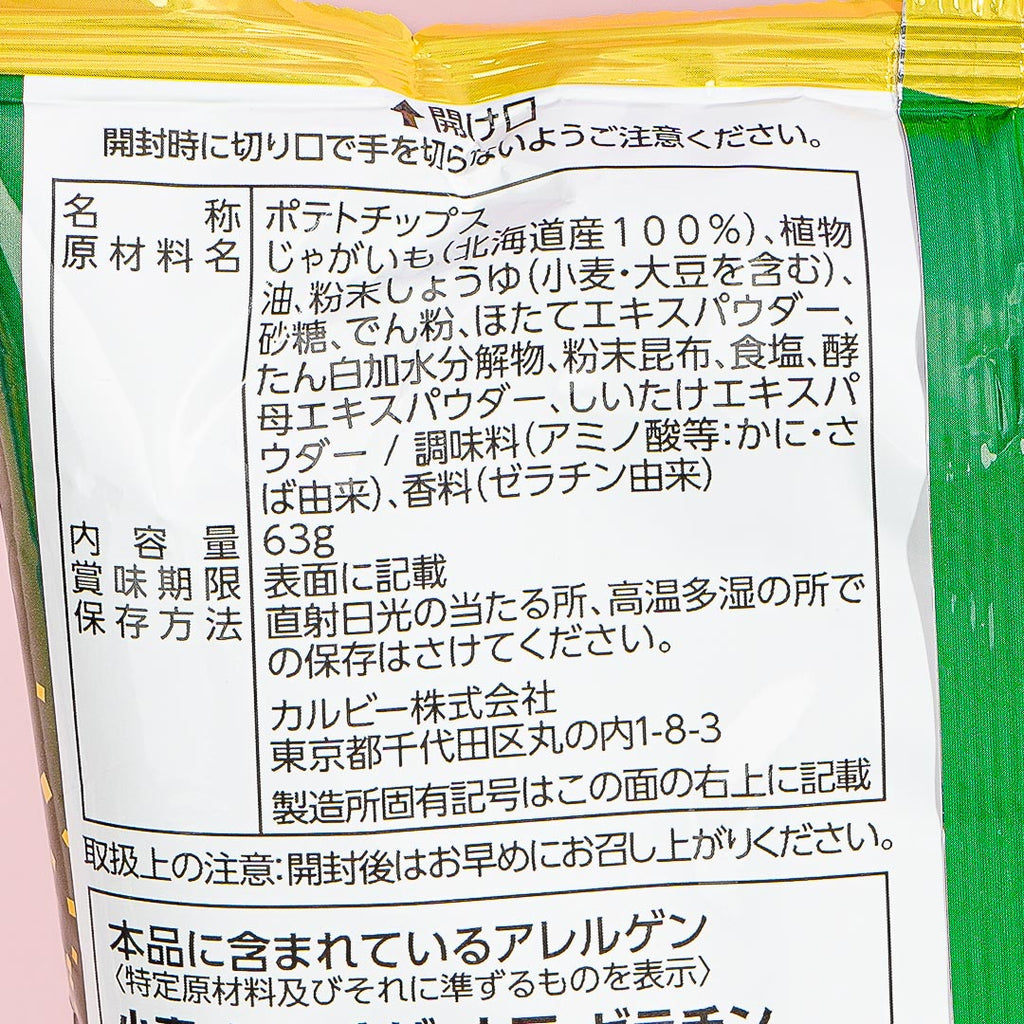 開け口
開封時に切り口で手を切らないようご注意ください。
名称 ポテトチップス
原材料名 じゃがいも(北海道産100%)、植物
油、粉末しょうゆ(小麦・大豆を含む)、
砂糖、でん粉、ほたてエキスパウダー、
たん白加水分解物、粉末昆布、食塩、酵
母エキスパウダー、しいたけエキスパ
ウダー / 調味料(アミノ酸等:かに・さ
ば由来)、香料(ゼラチン由来)
内容量 63g
賞味期限 表面に記載
保存方法 直射日光の当たる所、高温多湿の所で
の保存はさけてください。
カルビー株式会社
東京都千代田区丸の内1-8-3
製造所固有記号はこの面の右上に記載
取扱上の注意:開封後はお早めにお召し上がりください。
本品に含まれているアレルゲン
〈特定原材料及びそれに準ずるものを表示〉